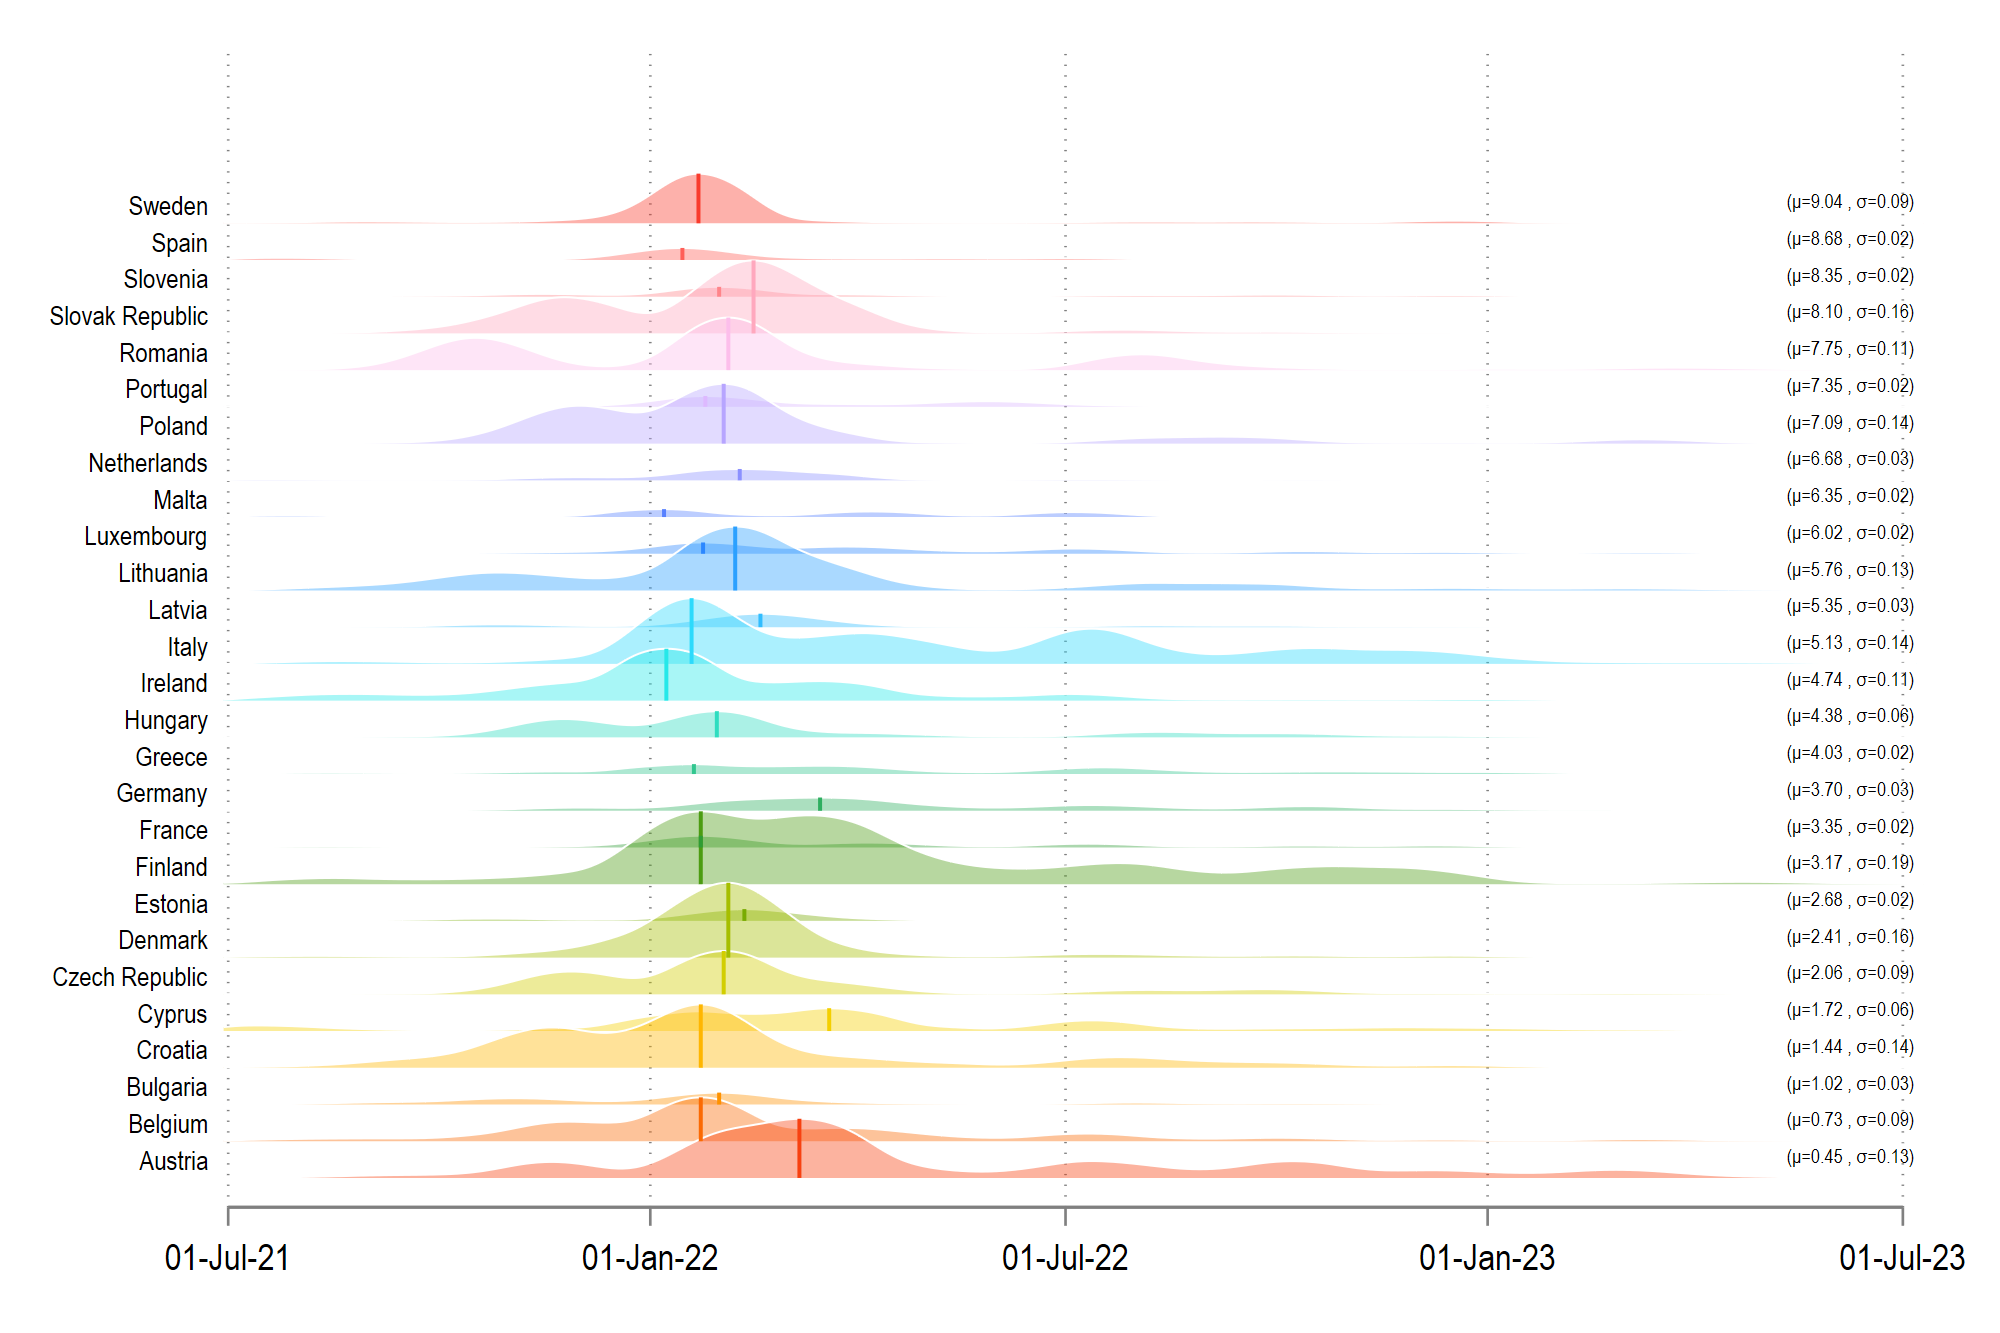 Sweden (μ=9.04 , σ=0.09)
Spain (μ=8.68 , σ=0.02)
Slovenia (μ=8.35 , σ=0.02)
Slovak Republic (μ=8.10 , σ=0.16)
Romania (μ=7.75 , σ=0.11)
Portugal (μ=7.35 , σ=0.02)
Poland (μ=7.09 , σ=0.14)
Netherlands (μ=6.68 , σ=0.03)
Malta (μ=6.35 , σ=0.02)
Luxembourg (μ=6.02 , σ=0.02)
Lithuania (μ=5.76 , σ=0.13)
Latvia (μ=5.35 , σ=0.03)
Italy (μ=5.13 , σ=0.14)
Ireland (μ=4.74 , σ=0.11)
Hungary (μ=4.38 , σ=0.06)
Greece (μ=4.03 , σ=0.02)
Germany (μ=3.70 , σ=0.03)
France (μ=3.35 , σ=0.02)
Finland (μ=3.17 , σ=0.19)
Estonia (μ=2.68 , σ=0.02)
Denmark (μ=2.41 , σ=0.16)
Czech Republic (μ=2.06 , σ=0.09)
Cyprus (μ=1.72 , σ=0.06)
Croatia (μ=1.44 , σ=0.14)
Bulgaria (μ=1.02 , σ=0.03)
Belgium (μ=0.73 , σ=0.09)
Austria (μ=0.45 , σ=0.13)
01-Jul-21 01-Jan-22 01-Jul-22 01-Jan-23 01-Jul-23